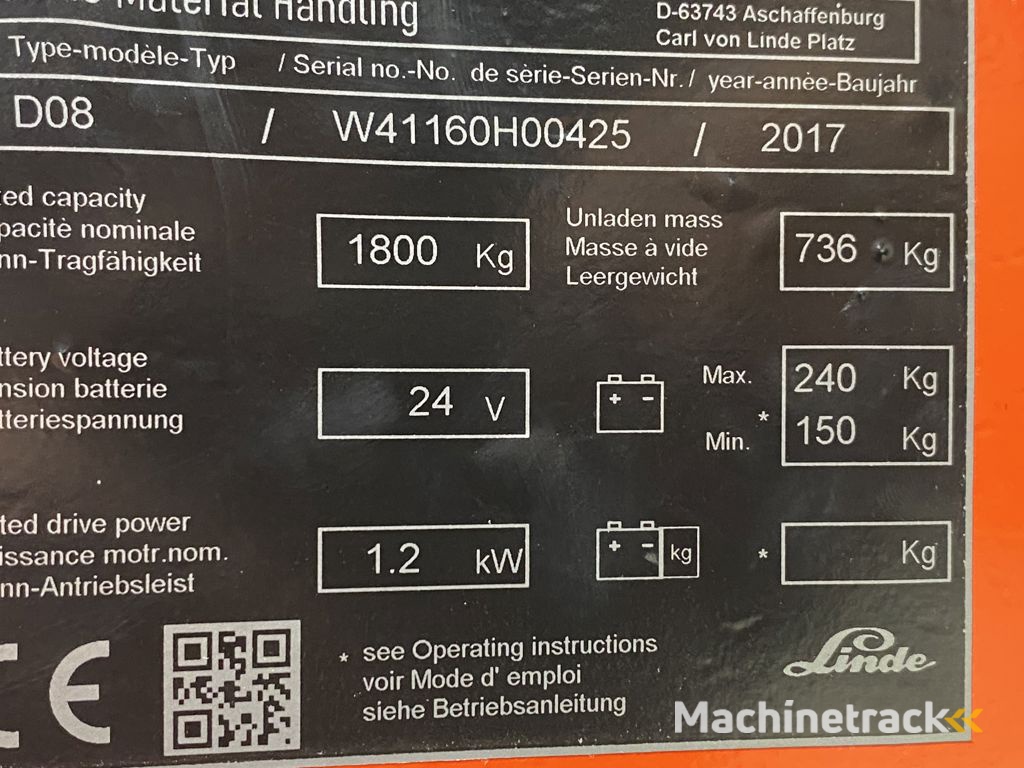 Material Handling
D-63743 Aschaffenburg
Carl von Linde Platz
Type-modèle-Typ / Serial no.-No. de sèrie-Serien-Nr. / year-annèe-Baujahr
D08 / W41160H00425 / 2017
ted capacity
pacitè nominale
nn-Tragfähigkeit
1800 Kg
Unladen mass
Masse à vide
Leergewicht
736 Kg
ttery voltage
nsion batterie
tteriespannung
24 V
+ -
Max. 240 Kg
*
Min. 150 Kg
ted drive power
issance motr.nom.
nn-Antriebsleist
1.2 kW
+ - kg
* Kg
CE
* see Operating instructions
voir Mode d' emploi
siehe Betriebsanleitung
Linde
Machinetrack